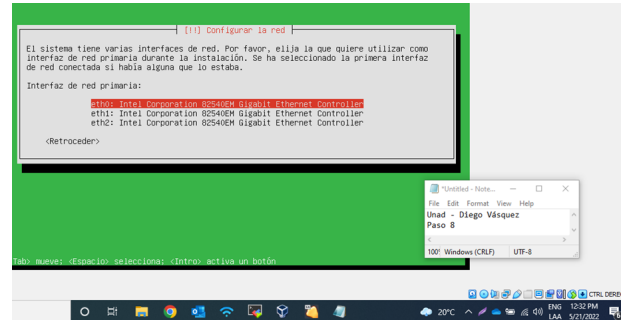 [!!] Configurar la red
El sistema tiene varias interfaces de red. Por favor, elija la que quiere utilizar como
interfaz de red primaria durante la instalación. Se ha seleccionado la primera interfaz
de red conectada si había alguna que lo estaba.
Interfaz de red primaria:
eth0: Intel Corporation 82540EM Gigabit Ethernet Controller
eth1: Intel Corporation 82540EM Gigabit Ethernet Controller
eth2: Intel Corporation 82540EM Gigabit Ethernet Controller
<Retroceder>
*Untitled - Note...
File Edit Format View Help
Unad - Diego Vásquez
Paso 8
100% Windows (CRLF) UTF-8
Tab> mueve; <Espacio> selecciona; <Intro> activa un botón
CTRL DERE
20°C ENG 12:32 PM
LAA 5/21/2022